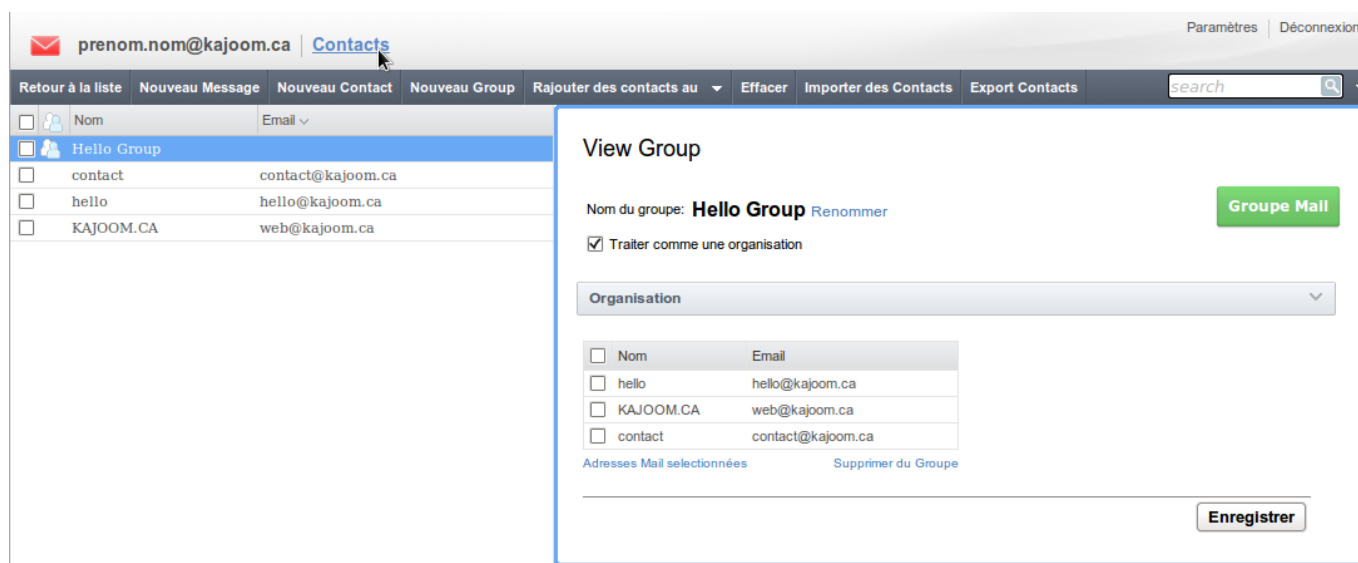 Paramètres Déconnexion
prenom.nom@kajoom.ca Contacts
Retour à la liste Nouveau Message Nouveau Contact Nouveau Group Rajouter des contacts au Effacer Importer des Contacts Export Contacts search
Nom Email
Hello Group
contact contact@kajoom.ca
hello hello@kajoom.ca
KAJOOM.CA web@kajoom.ca
View Group
Nom du groupe: Hello Group Renommer
Groupe Mail
Traiter comme une organisation
Organisation
Nom Email
hello hello@kajoom.ca
KAJOOM.CA web@kajoom.ca
contact contact@kajoom.ca
Adresses Mail selectionnées Supprimer du Groupe
Enregistrer